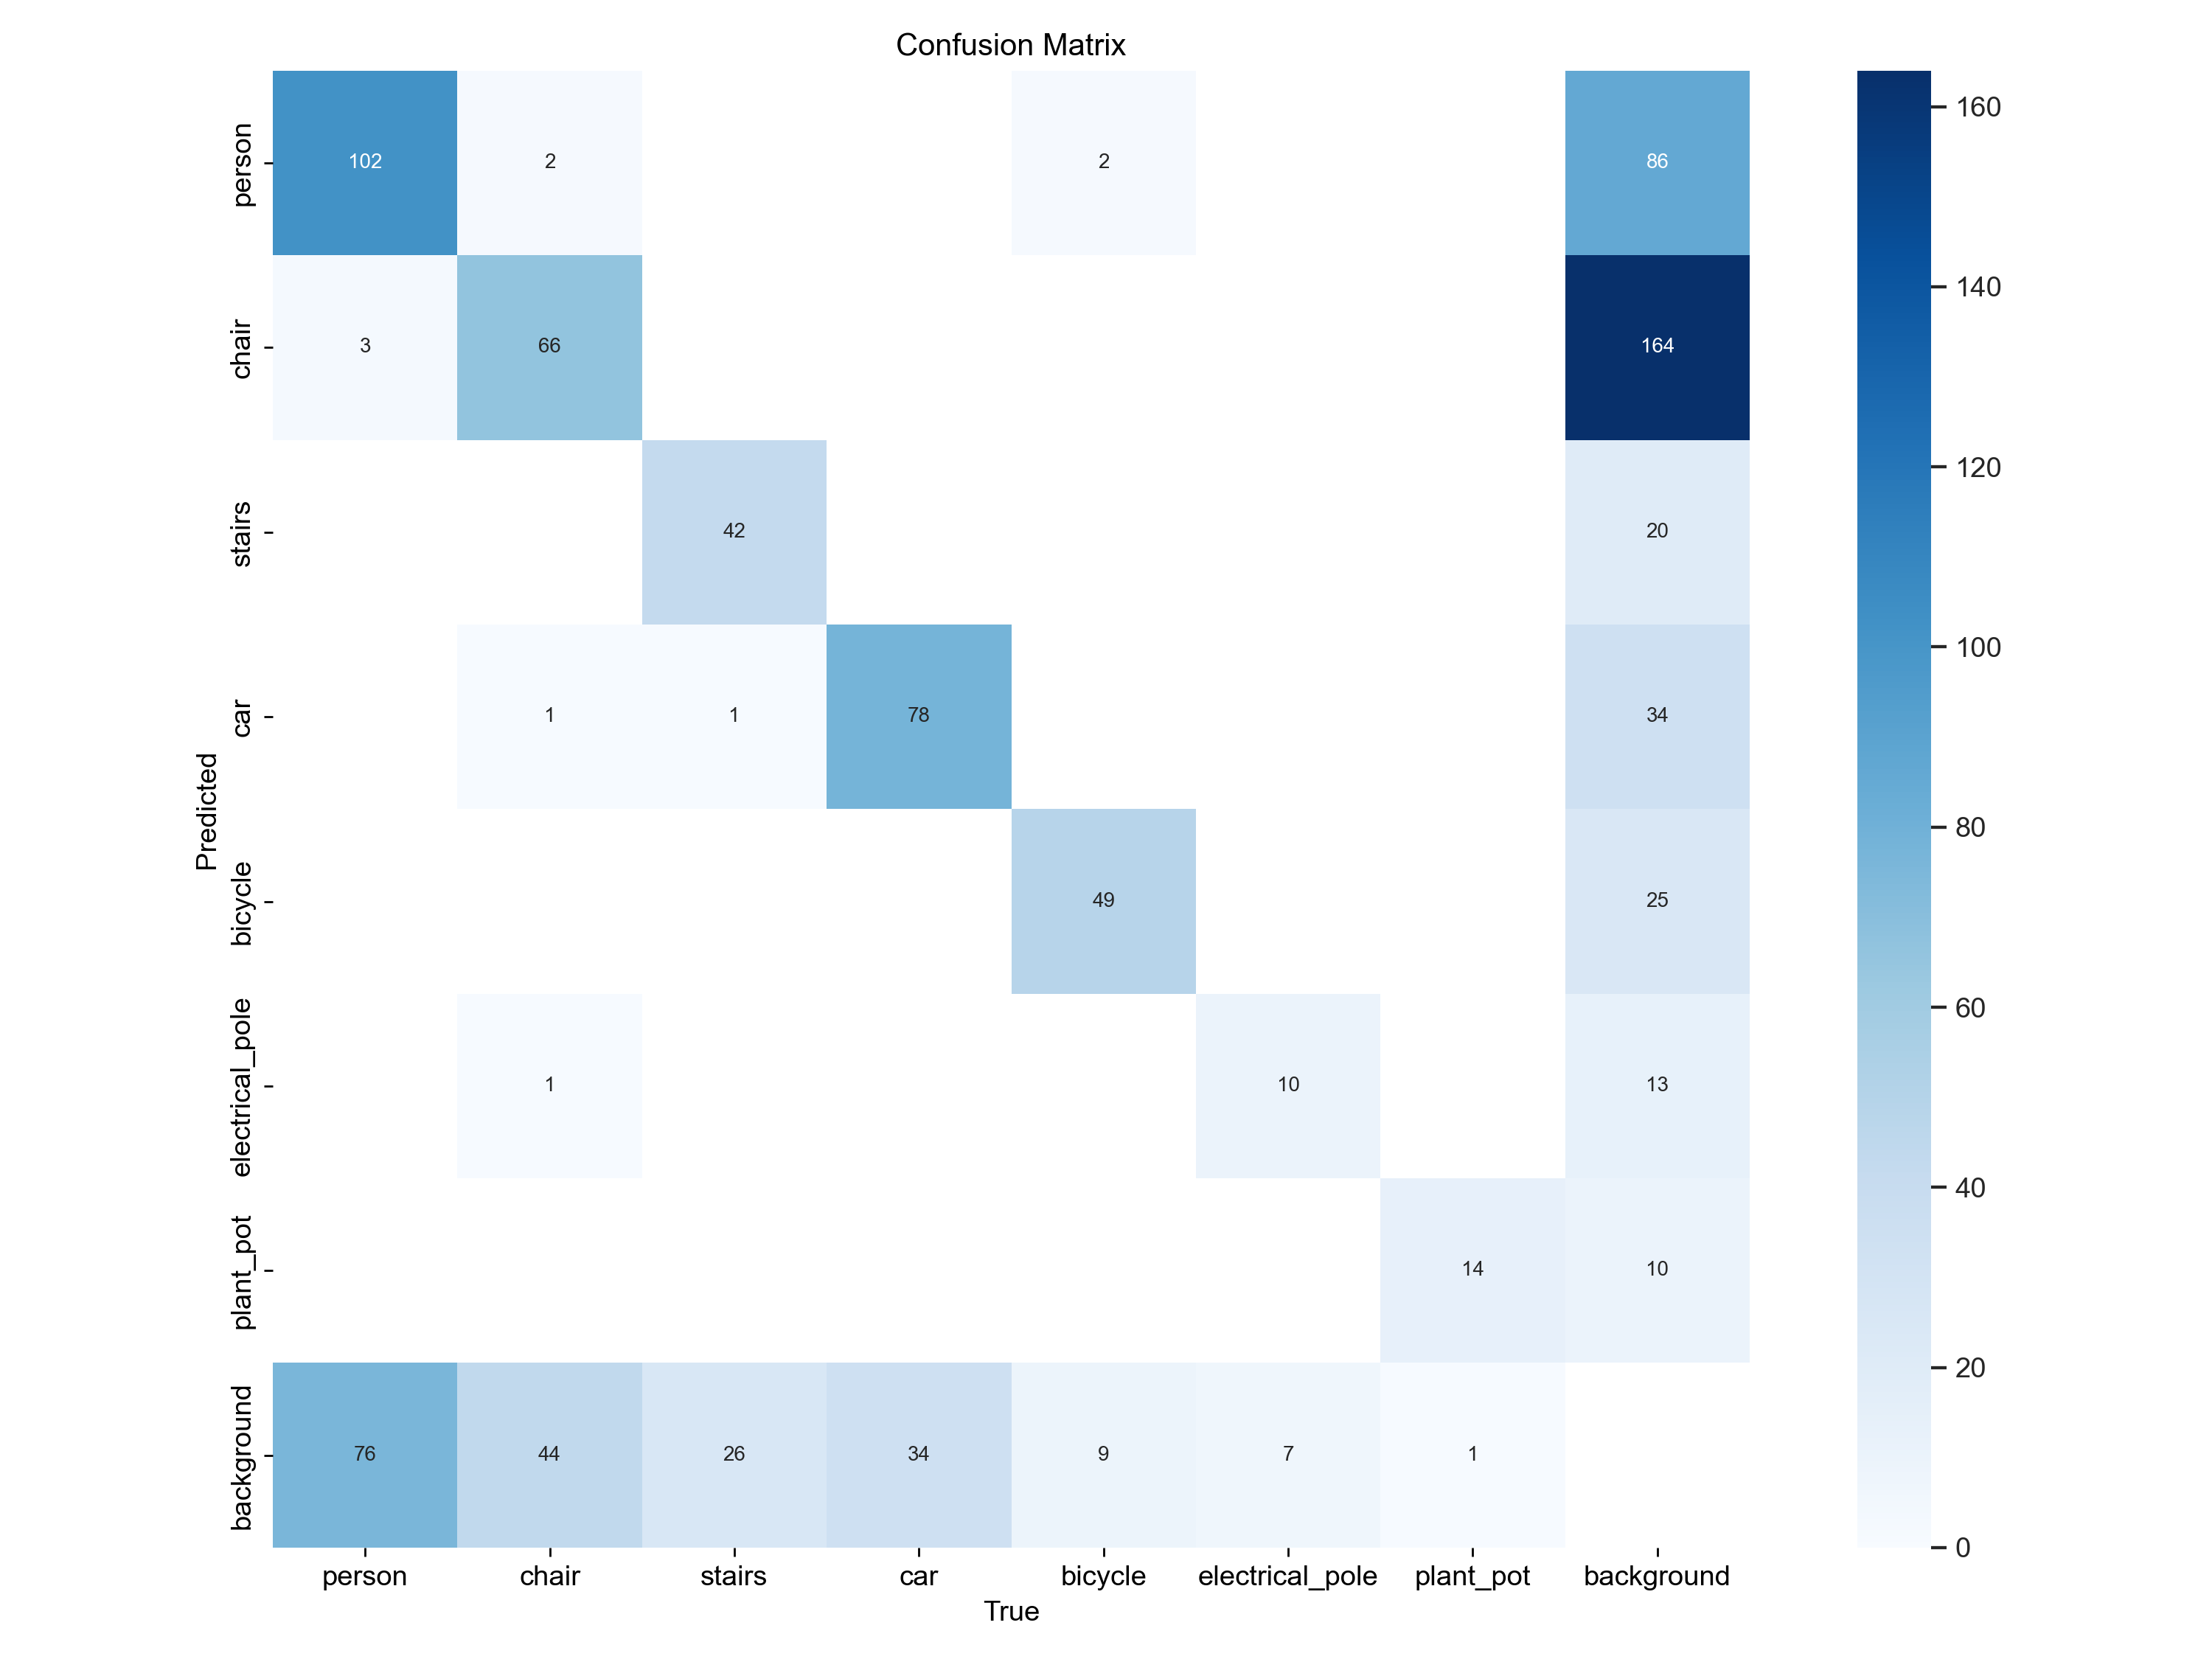 Confusion Matrix
person 102 2 2 86
chair 3 66 164
stairs 42 20
car 1 1 78 34
bicycle 49 25
electrical_pole 1 10 13
plant_pot 14 10
background 76 44 26 34 9 7 1
person chair stairs car bicycle electrical_pole plant_pot background
True
Predicted
160
140
120
100
80
60
40
20
0